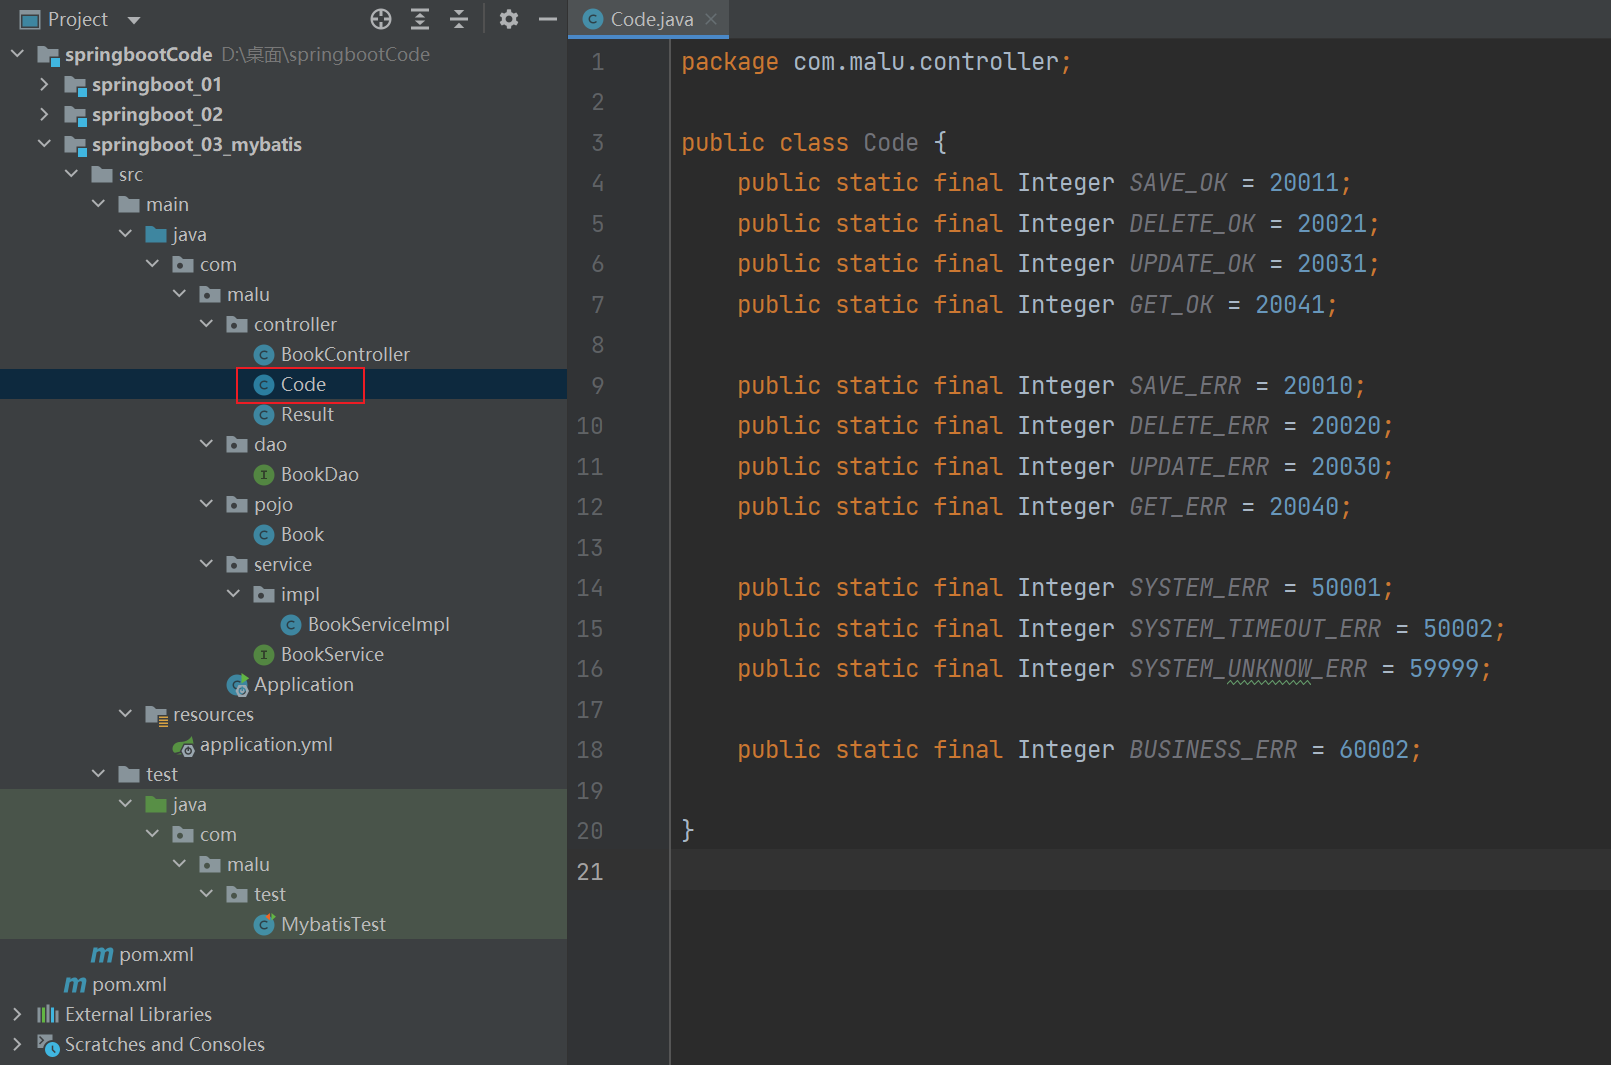 Project
springbootCode D:\桌面\springbootCode
springboot_01
springboot_02
springboot_03_mybatis
src
main
java
com
malu
controller
BookController
Code
Result
dao
BookDao
pojo
Book
service
impl
BookServiceImpl
BookService
Application
resources
application.yml
test
java
com
malu
test
MybatisTest
pom.xml
pom.xml
External Libraries
Scratches and Consoles
Code.java
1 package com.malu.controller;
2
3 public class Code {
4 public static final Integer SAVE_OK = 20011;
5 public static final Integer DELETE_OK = 20021;
6 public static final Integer UPDATE_OK = 20031;
7 public static final Integer GET_OK = 20041;
8
9 public static final Integer SAVE_ERR = 20010;
10 public static final Integer DELETE_ERR = 20020;
11 public static final Integer UPDATE_ERR = 20030;
12 public static final Integer GET_ERR = 20040;
13
14 public static final Integer SYSTEM_ERR = 50001;
15 public static final Integer SYSTEM_TIMEOUT_ERR = 50002;
16 public static final Integer SYSTEM_UNKNOW_ERR = 59999;
17
18 public static final Integer BUSINESS_ERR = 60002;
19
20 }
21